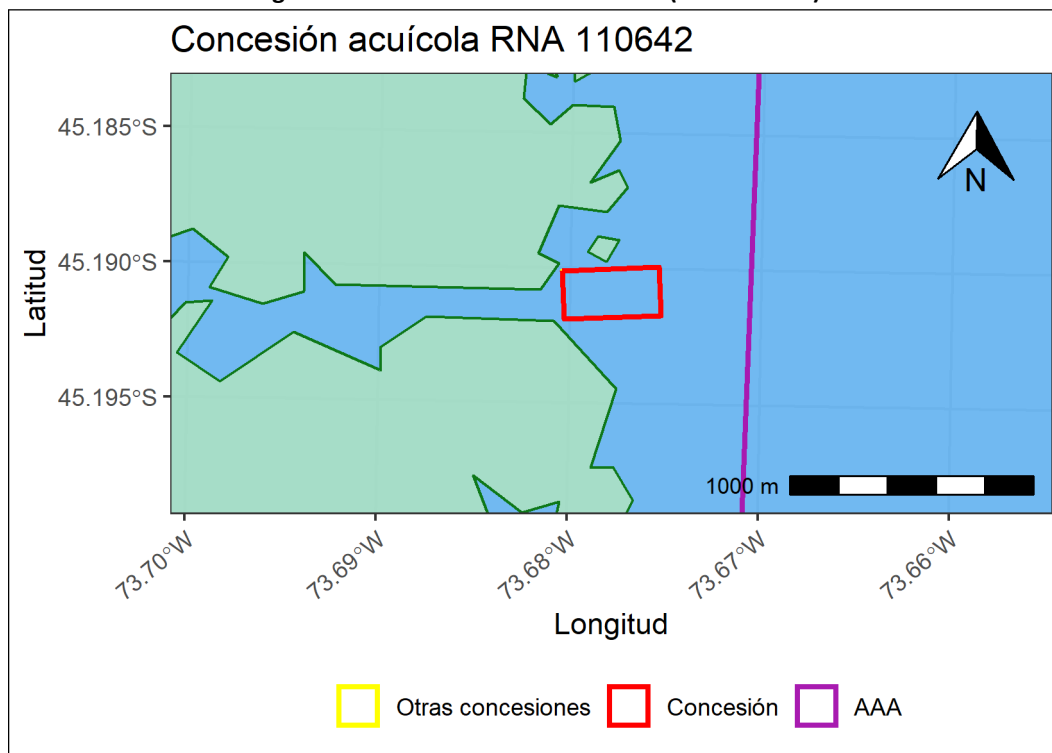 Concesión acuícola RNA 110642
45.185°S
45.190°S
45.195°S
Latitud
N
1000 m
73.70°W
73.69°W
73.68°W
73.67°W
73.66°W
Longitud
Otras concesiones
Concesión
AAA